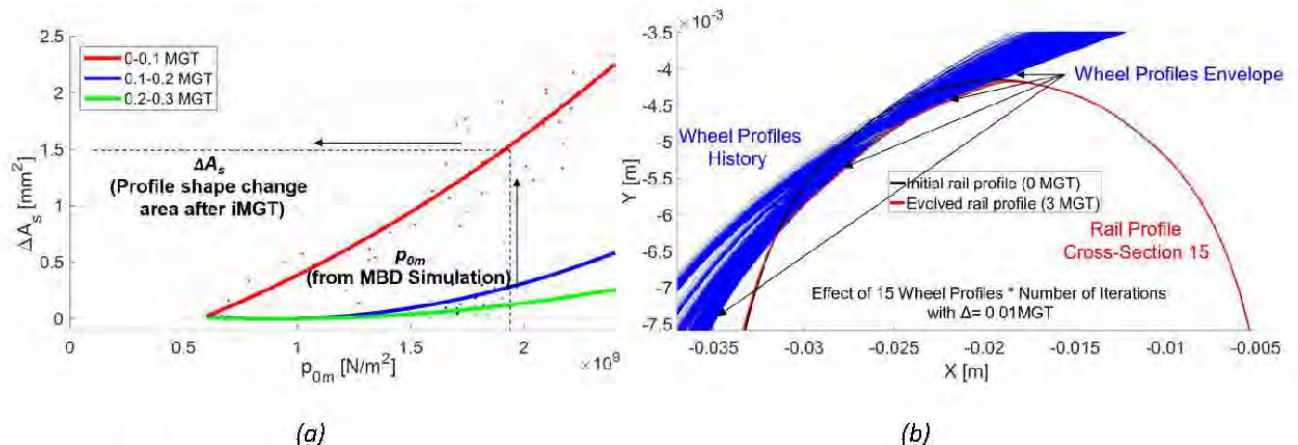 2.5
2
1.5
1
0.5
0
ΔAₛ [mm²]
0-0.1 MGT
0.1-0.2 MGT
0.2-0.3 MGT
ΔAₛ
(Profile shape change
area after iMGT)
p₀ₘ
(from MBD Simulation)
0
0.5
1
1.5
2
×10⁹
p₀ₘ [N/m²]
(a)
×10⁻³
-3.5
-4
-4.5
-5
-5.5
-6
-6.5
-7
-7.5
Y [m]
Wheel Profiles Envelope
Wheel Profiles
History
Initial rail profile (0 MGT)
Evolved rail profile (3 MGT)
Rail Profile
Cross-Section 15
Effect of 15 Wheel Profiles * Number of Iterations
with Δ= 0.01MGT
-0.035
-0.03
-0.025
-0.02
-0.015
-0.01
-0.005
X [m]
(b)